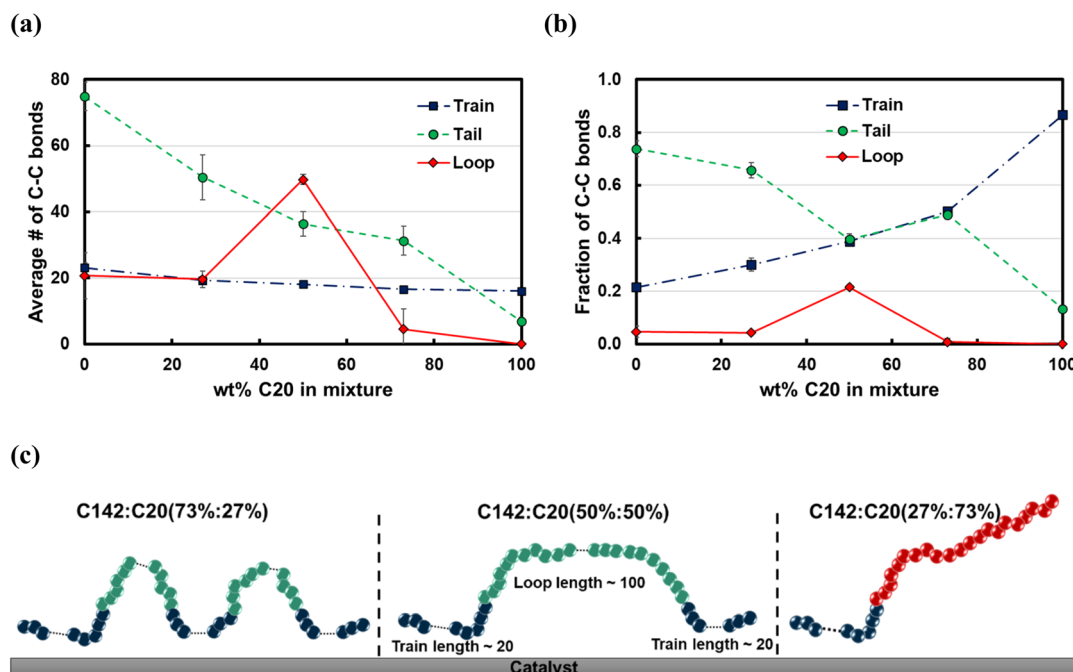 (a)
(b)
80
60
40
20
0
Average # of C-C bonds
Train
Tail
Loop
0 20 40 60 80 100
wt% C20 in mixture
1.0
0.8
0.6
0.4
0.2
0.0
Fraction of C-C bonds
Train
Tail
Loop
0 20 40 60 80 100
wt% C20 in mixture
(c)
C142:C20(73%:27%)
C142:C20(50%:50%)
C142:C20(27%:73%)
Loop length ~ 100
Train length ~ 20
Train length ~ 20
Catalyst